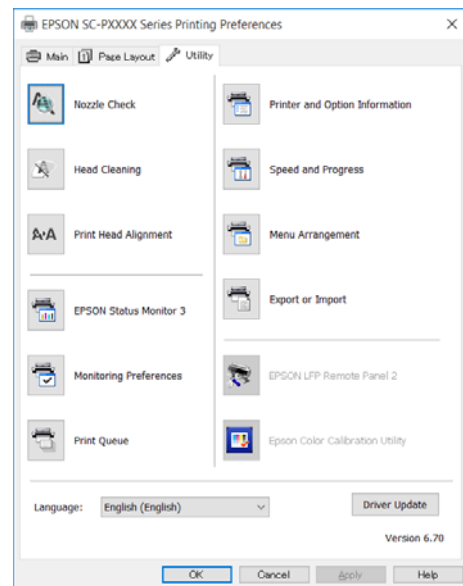 EPSON SC-PXXXX Series Printing Preferences
Main
Page Layout
Utility
Nozzle Check
Printer and Option Information
Head Cleaning
Speed and Progress
Print Head Alignment
Menu Arrangement
EPSON Status Monitor 3
Export or Import
Monitoring Preferences
EPSON LFP Remote Panel 2
Print Queue
Epson Color Calibration Utility
Language:
English (English)
Driver Update
Version 6.70
OK
Cancel
Apply
Help